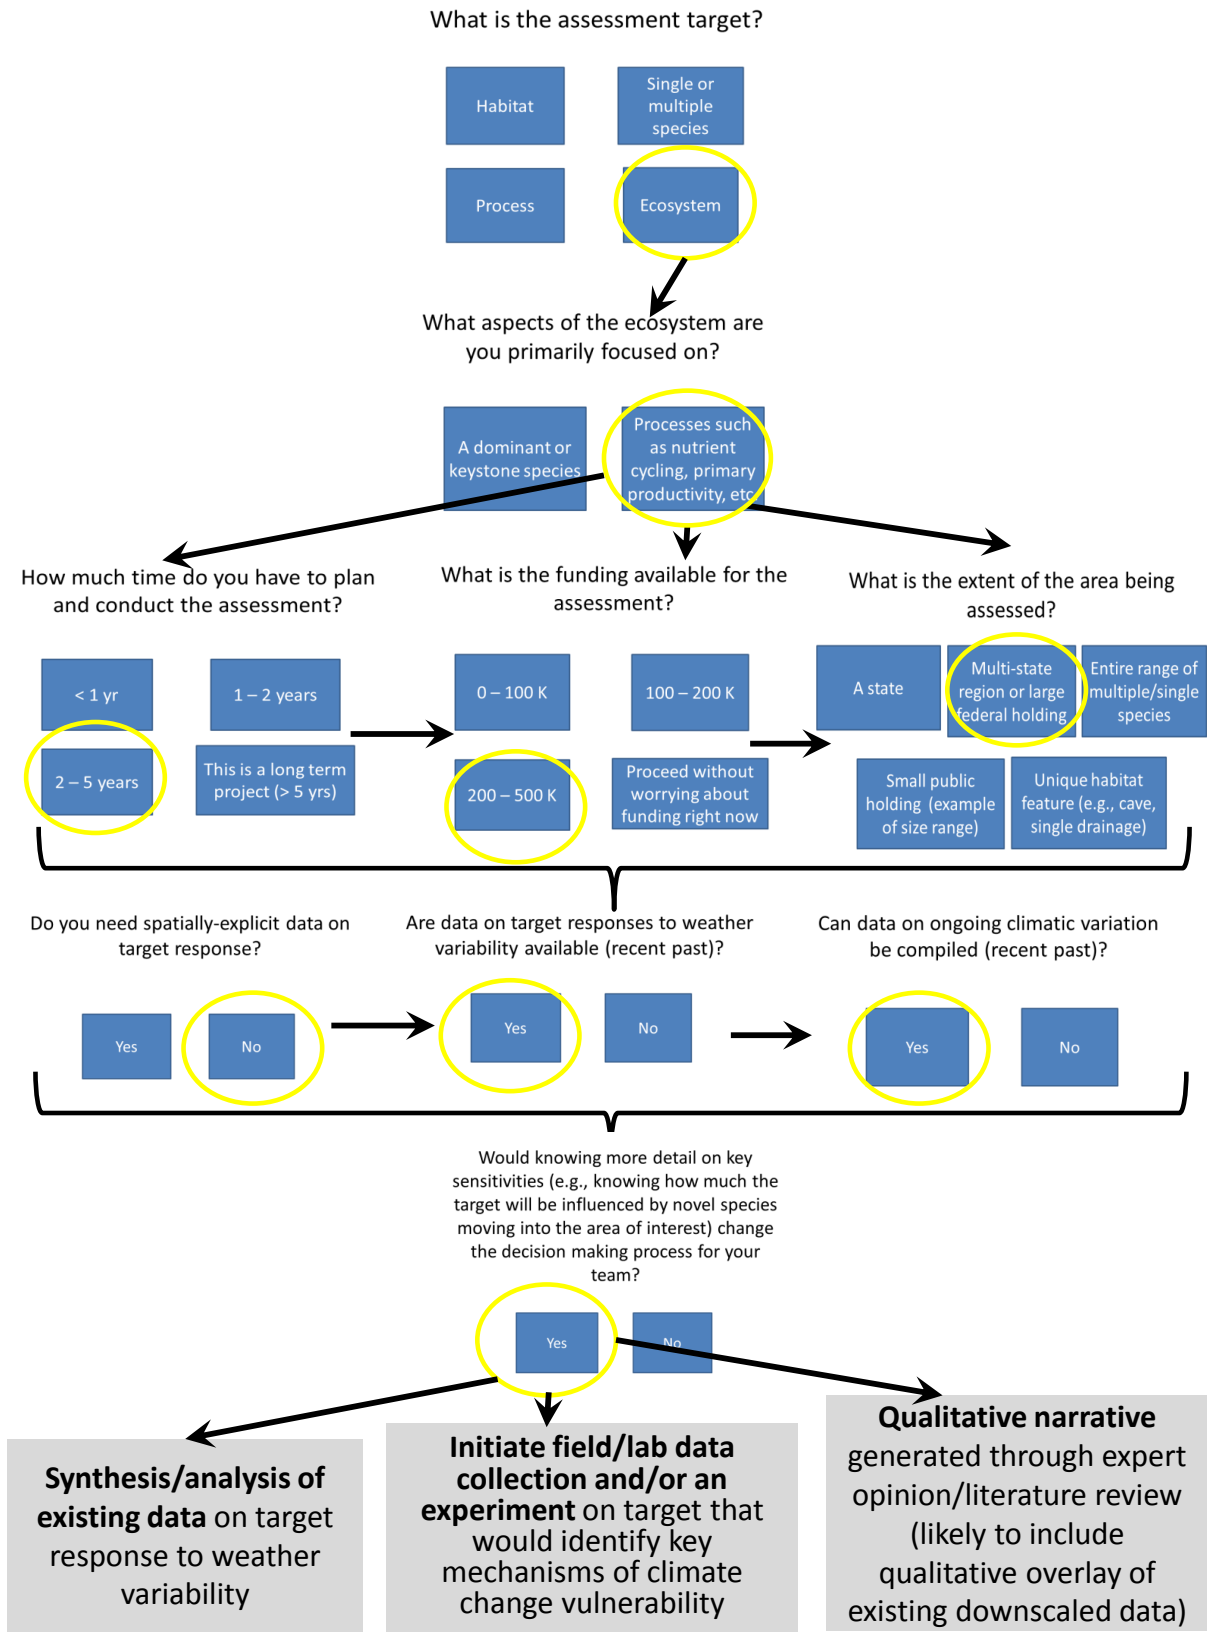 What is the assessment target?
Habitat
Single or
multiple
species
Process
Ecosystem
What aspects of the ecosystem are
you primarily focused on?
A dominant or
keystone species
Processes such
as nutrient
cycling, primary
productivity, etc
How much time do you have to plan
and conduct the assessment?
What is the funding available for the
assessment?
What is the extent of the area being
assessed?
< 1 yr
1 – 2 years
2 – 5 years
This is a long term
project (> 5 yrs)
0 – 100 K
100 – 200 K
200 – 500 K
Proceed without
worrying about
funding right now
A state
Multi-state
region or large
federal holding
Entire range of
multiple/single
species
Small public
holding (example
of size range)
Unique habitat
feature (e.g., cave,
single drainage)
Do you need spatially-explicit data on
target response?
Are data on target responses to weather
variability available (recent past)?
Can data on ongoing climatic variation
be compiled (recent past)?
Yes
No
Yes
No
Yes
No
Would knowing more detail on key
sensitivities (e.g., knowing how much the
target will be influenced by novel species
moving into the area of interest) change
the decision making process for your
team?
Yes
No
Synthesis/analysis of
existing data on target
response to weather
variability
Initiate field/lab data
collection and/or an
experiment on target that
would identify key
mechanisms of climate
change vulnerability
Qualitative narrative
generated through expert
opinion/literature review
(likely to include
qualitative overlay of
existing downscaled data)